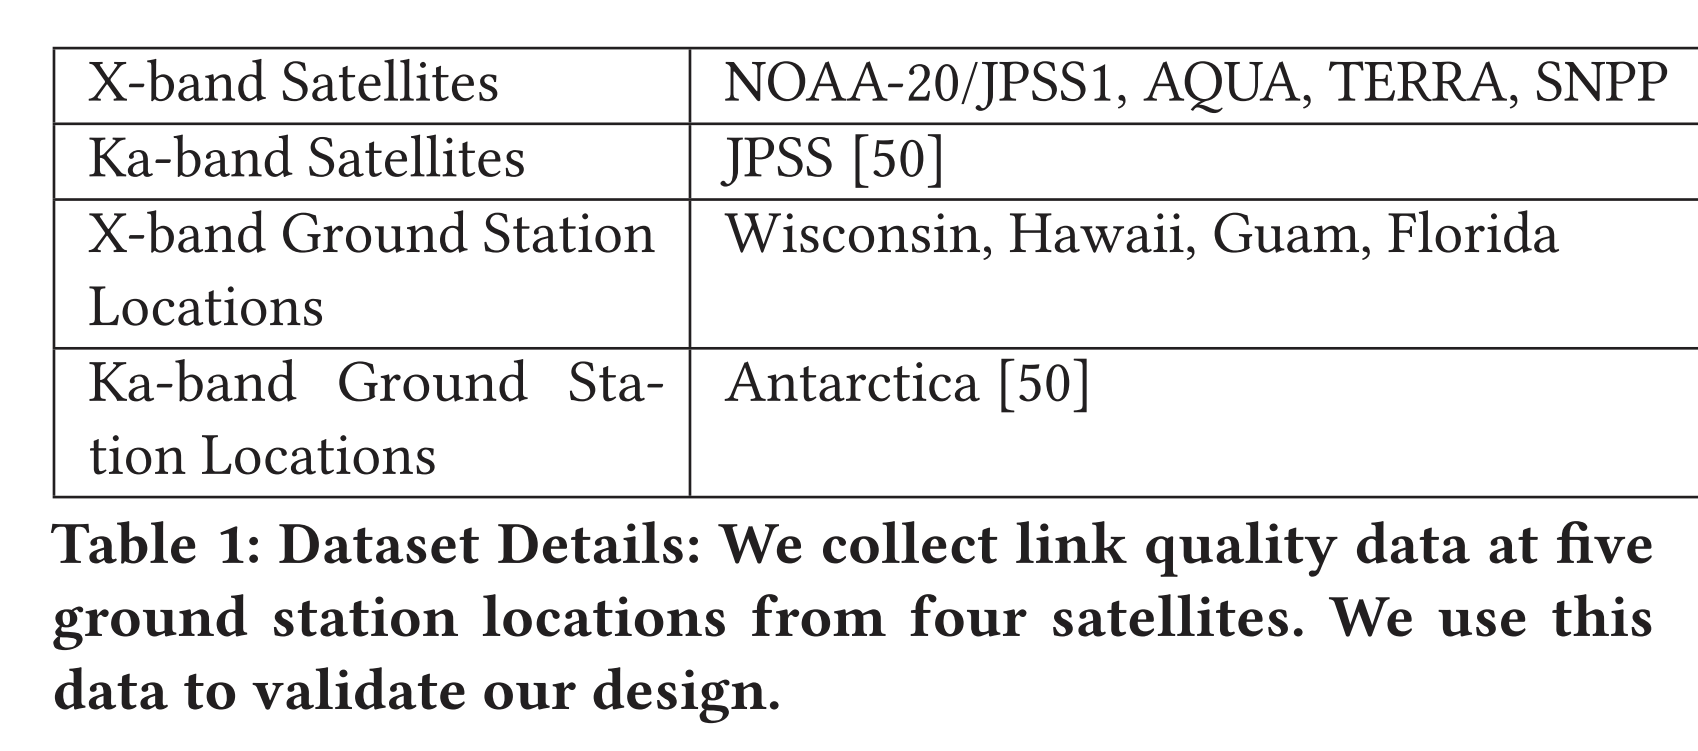 X-band Satellites NOAA-20/JPSS1, AQUA, TERRA, SNPP
Ka-band Satellites JPSS [50]
X-band Ground Station Wisconsin, Hawaii, Guam, Florida
Locations
Ka-band Ground Sta- Antarctica [50]
tion Locations
Table 1: Dataset Details: We collect link quality data at five
ground station locations from four satellites. We use this
data to validate our design.